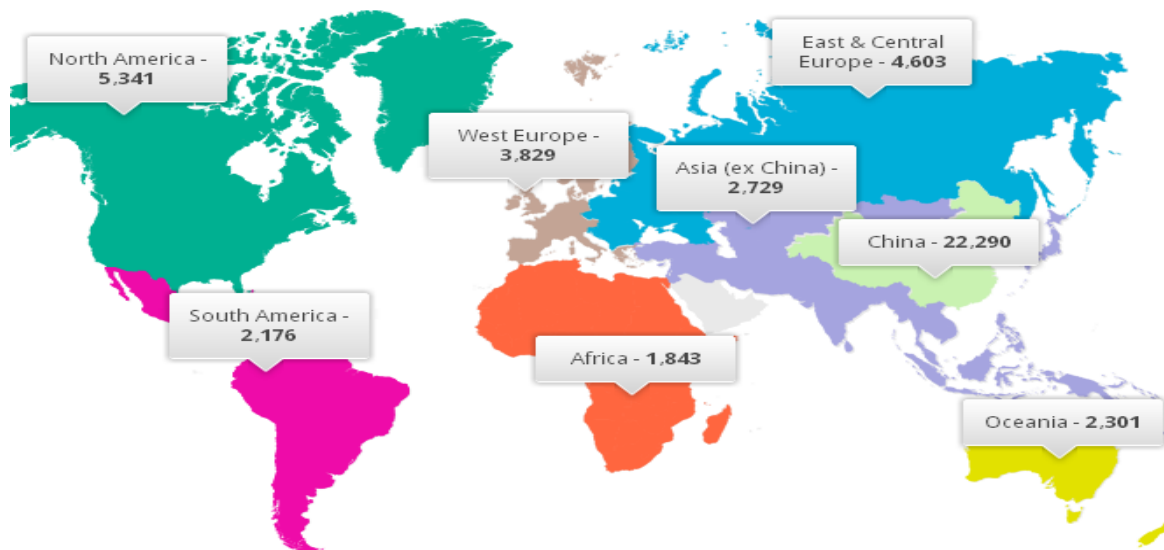 North America -
5,341
East & Central
Europe - 4,603
West Europe -
3,829
Asia (ex China) -
2,729
China - 22,290
South America -
2,176
Africa - 1,843
Oceania - 2,301